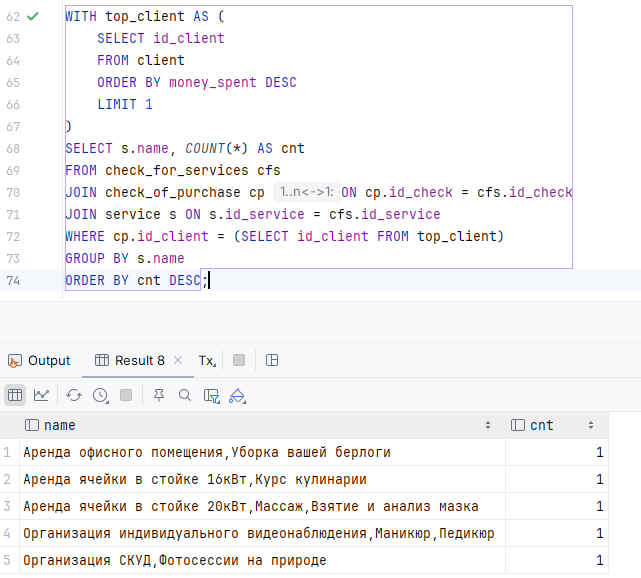 62 WITH top_client AS (
63 SELECT id_client
64 FROM client
65 ORDER BY money_spent DESC
66 LIMIT 1
67 )
68 SELECT s.name, COUNT(*) AS cnt
69 FROM check_for_services cfs
70 JOIN check_of_purchase cp 1..n<->1: ON cp.id_check = cfs.id_check
71 JOIN service s ON s.id_service = cfs.id_service
72 WHERE cp.id_client = (SELECT id_client FROM top_client)
73 GROUP BY s.name
74 ORDER BY cnt DESC;
Output Result 8 × Tx
name cnt
1 Аренда офисного помещения,Уборка вашей берлоги 1
2 Аренда ячейки в стойке 16кВт,Курс кулинарии 1
3 Аренда ячейки в стойке 20кВт,Массаж,Взятие и анализ мазка 1
4 Организация индивидуального видеонаблюдения,Маникюр,Педикюр 1
5 Организация СКУД,Фотосессии на природе 1